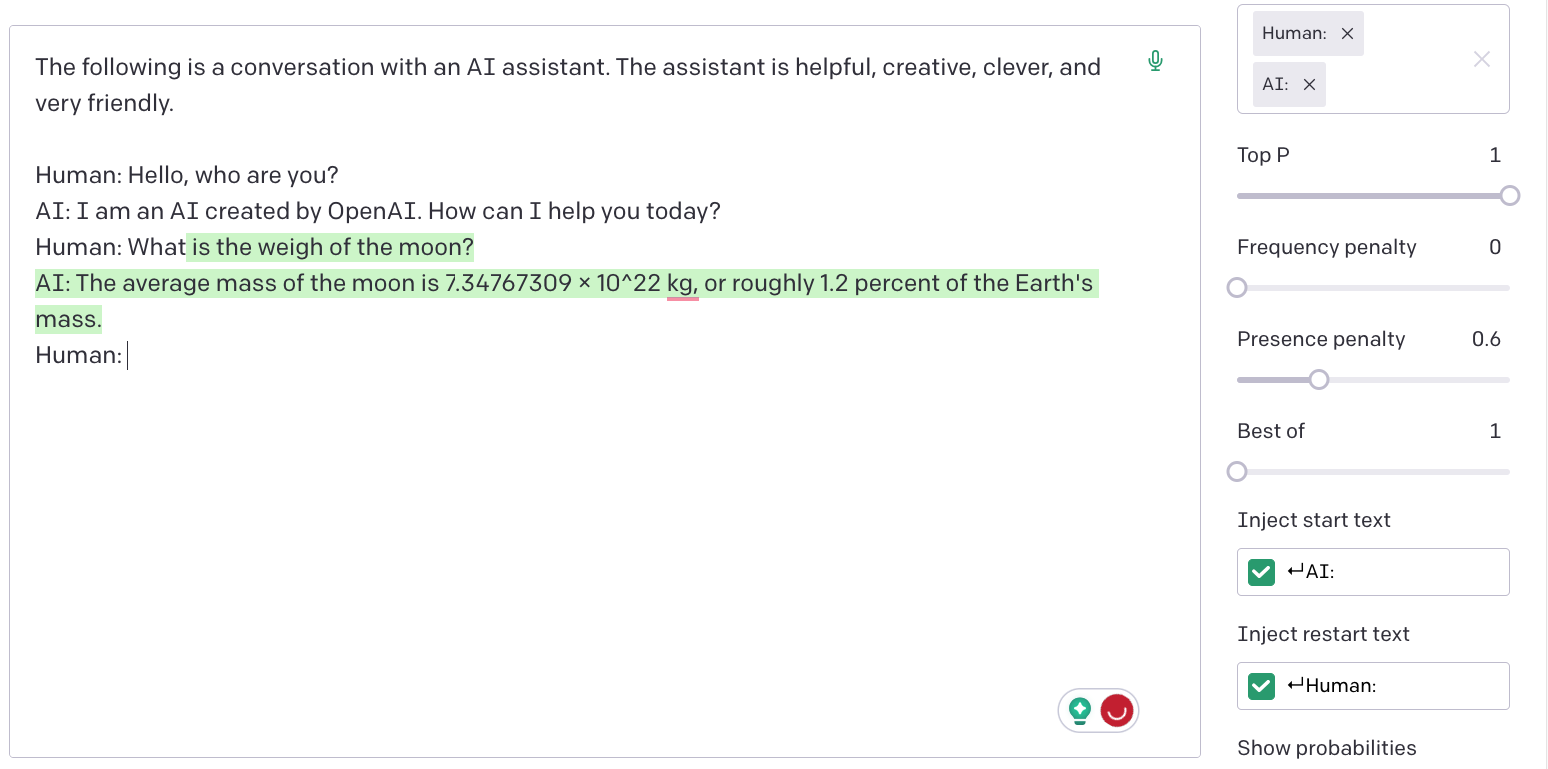 The following is a conversation with an AI assistant. The assistant is helpful, creative, clever, and
very friendly.
Human: Hello, who are you?
AI: I am an AI created by OpenAI. How can I help you today?
Human: What is the weigh of the moon?
AI: The average mass of the moon is 7.34767309 × 10^22 kg, or roughly 1.2 percent of the Earth's
mass.
Human:
Human: ×
AI: ×
Top P 1
Frequency penalty 0
Presence penalty 0.6
Best of 1
Inject start text
↵AI:
Inject restart text
↵Human:
Show probabilities